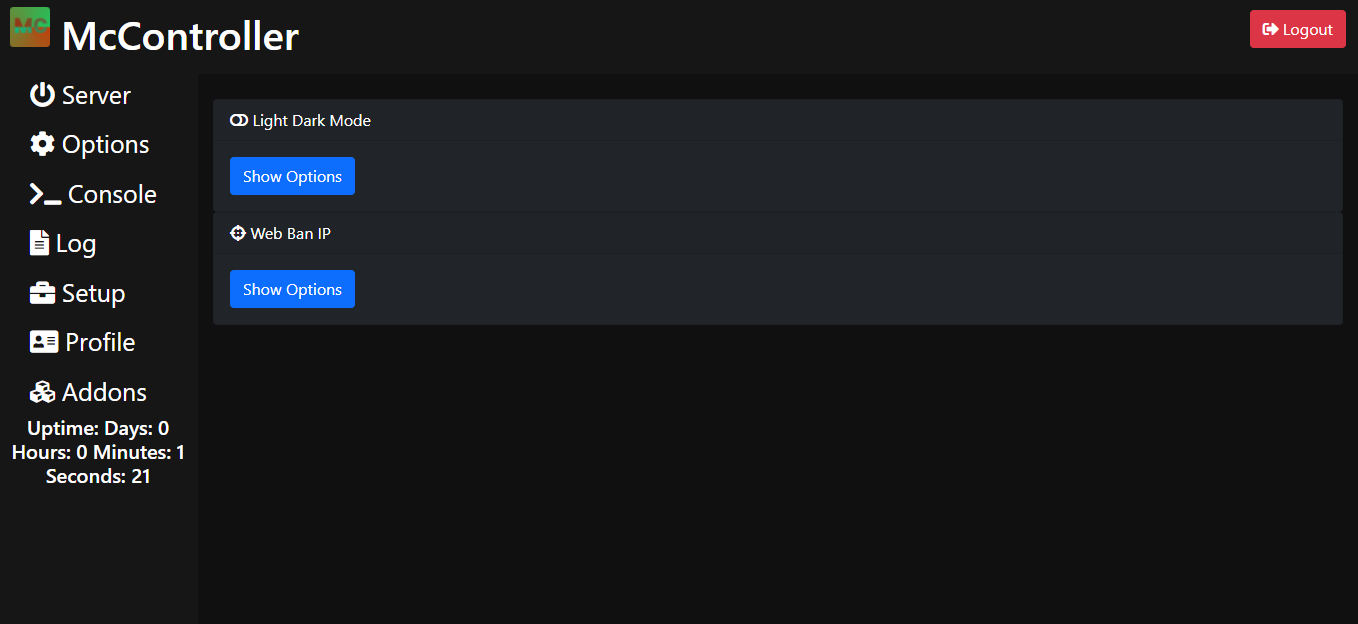 MC
McController
Logout
Server
Options
Console
Log
Setup
Profile
Addons
Uptime: Days: 0
Hours: 0 Minutes: 1
Seconds: 21
Light Dark Mode
Show Options
Web Ban IP
Show Options